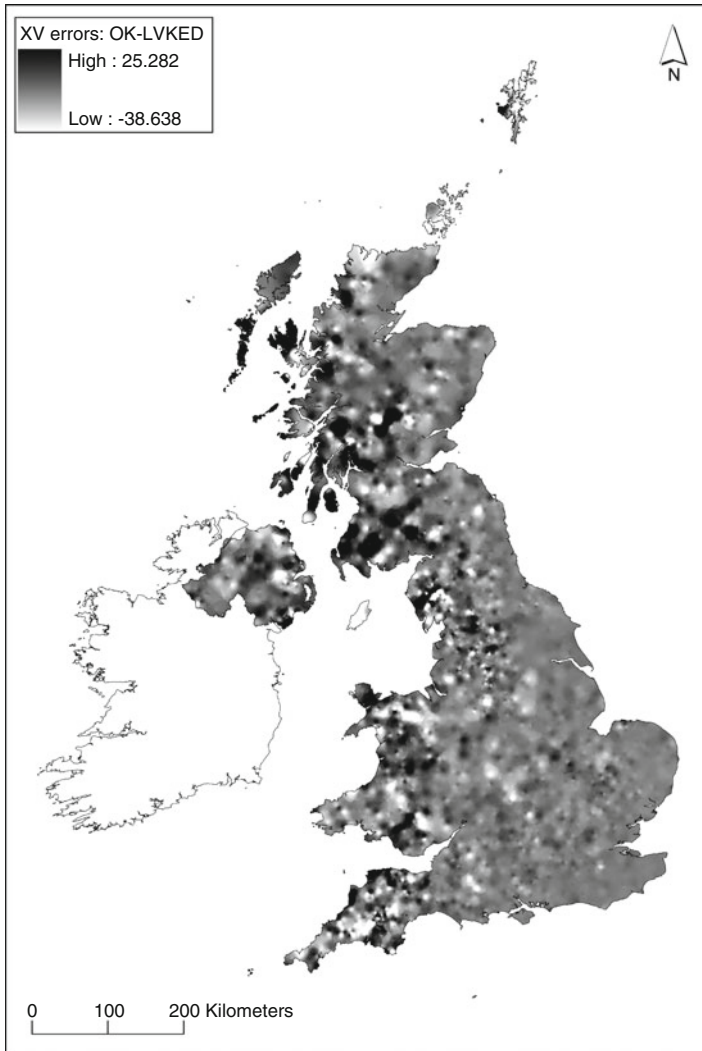 XV errors: OK-LVKED
High : 25.282
Low : -38.638
N
0 100 200 Kilometers